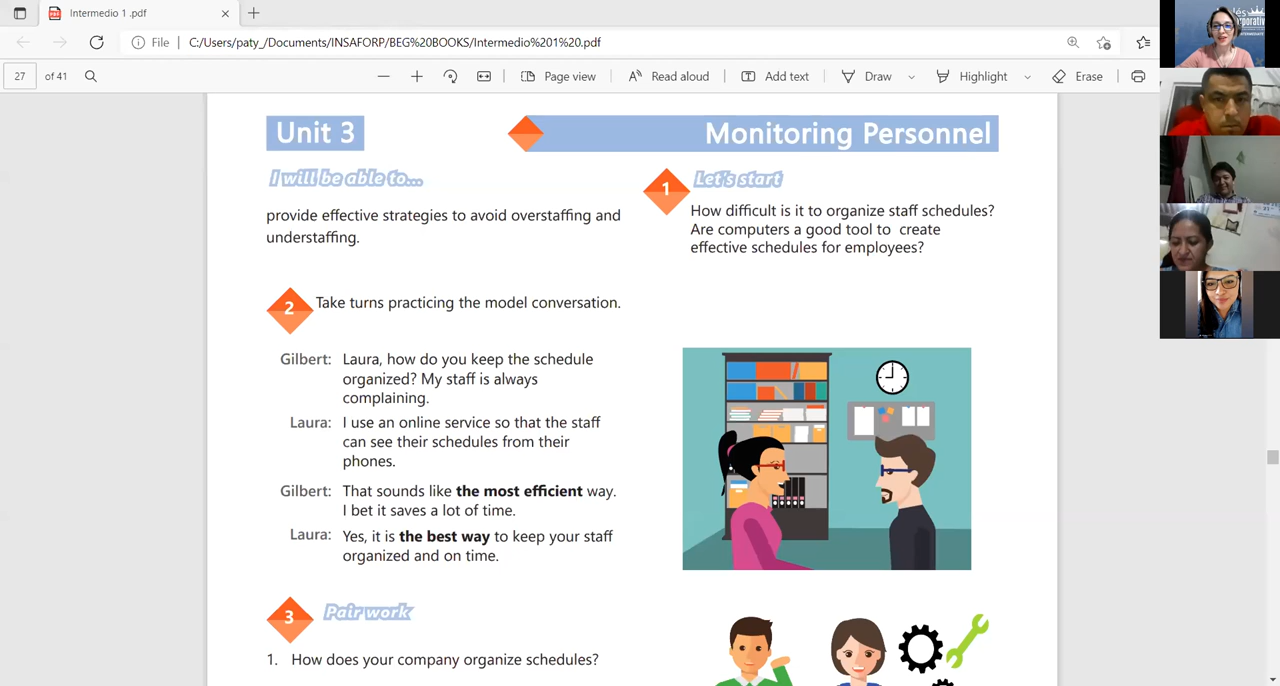 Intermedio 1 .pdf
File
C:/Users/paty_/Documents/INSAFORP/BEG%20BOOKS/Intermedio%201%20.pdf
27 of 41
Page view
Read aloud
Add text
Draw
Highlight
Erase
Unit 3
Monitoring Personnel
I will be able to...
provide effective strategies to avoid overstaffing and
understaffing.
1
Let's start
How difficult is it to organize staff schedules?
Are computers a good tool to create
effective schedules for employees?
2
Take turns practicing the model conversation.
Gilbert: Laura, how do you keep the schedule
organized? My staff is always
complaining.
Laura: I use an online service so that the staff
can see their schedules from their
phones.
Gilbert: That sounds like the most efficient way.
I bet it saves a lot of time.
Laura: Yes, it is the best way to keep your staff
organized and on time.
3
Pair work
1. How does your company organize schedules?